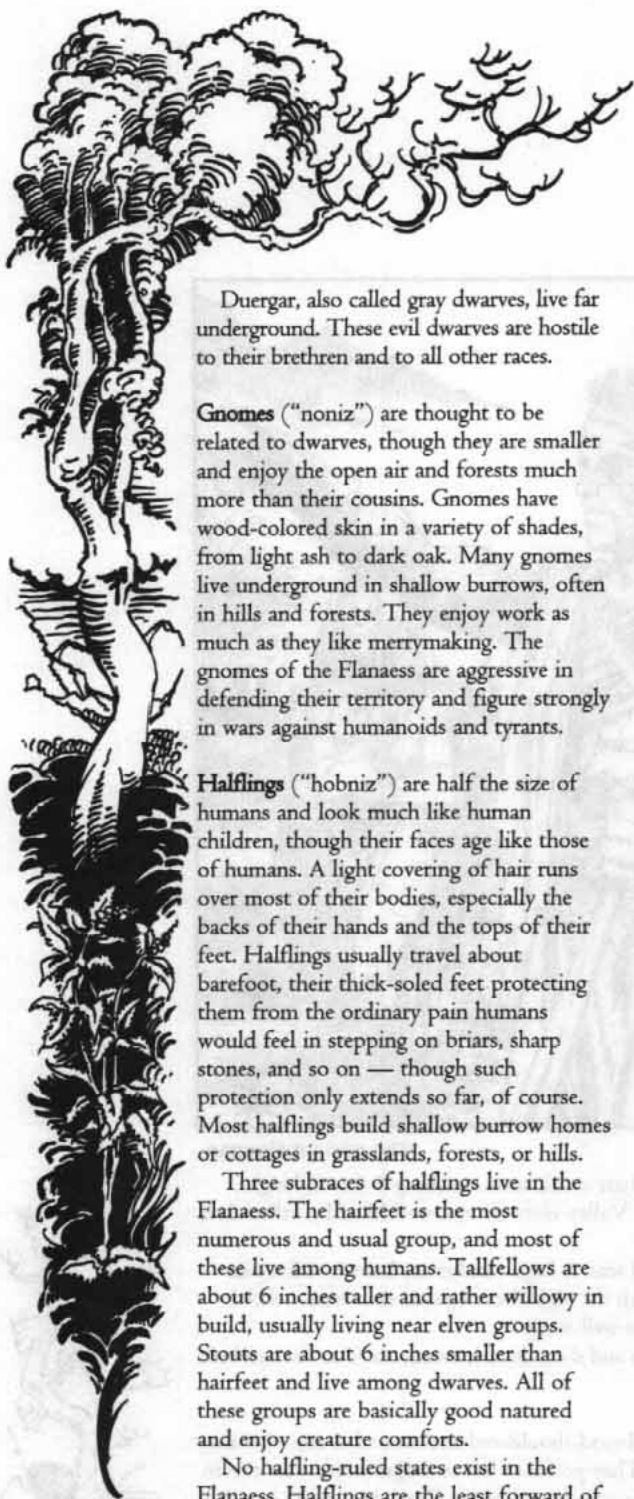 Duergar, also called gray dwarves, live far
underground. These evil dwarves are hostile
to their brethren and to all other races.
Gnomes (“noniz”) are thought to be
related to dwarves, though they are smaller
and enjoy the open air and forests much
more than their cousins. Gnomes have
wood-colored skin in a variety of shades,
from light ash to dark oak. Many gnomes
live underground in shallow burrows, often
in hills and forests. They enjoy work as
much as they like merrymaking. The
gnomes of the Flanaess are aggressive in
defending their territory and figure strongly
in wars against humanoids and tyrants.
Halflings (“hobniz”) are half the size of
humans and look much like human
children, though their faces age like those
of humans. A light covering of hair runs
over most of their bodies, especially the
backs of their hands and the tops of their
feet. Halflings usually travel about
barefoot, their thick-soled feet protecting
them from the ordinary pain humans
would feel in stepping on briars, sharp
stones, and so on — though such
protection only extends so far, of course.
Most halflings build shallow burrow homes
or cottages in grasslands, forests, or hills.
Three subraces of halflings live in the
Flanaess. The hairfeet is the most
numerous and usual group, and most of
these live among humans. Tallfellows are
about 6 inches taller and rather willowy in
build, usually living near elven groups.
Stouts are about 6 inches smaller than
hairfeet and live among dwarves. All of
these groups are basically good natured
and enjoy creature comforts.
No halfling-ruled states exist in the
Flanaess. Halflings are the least forward of